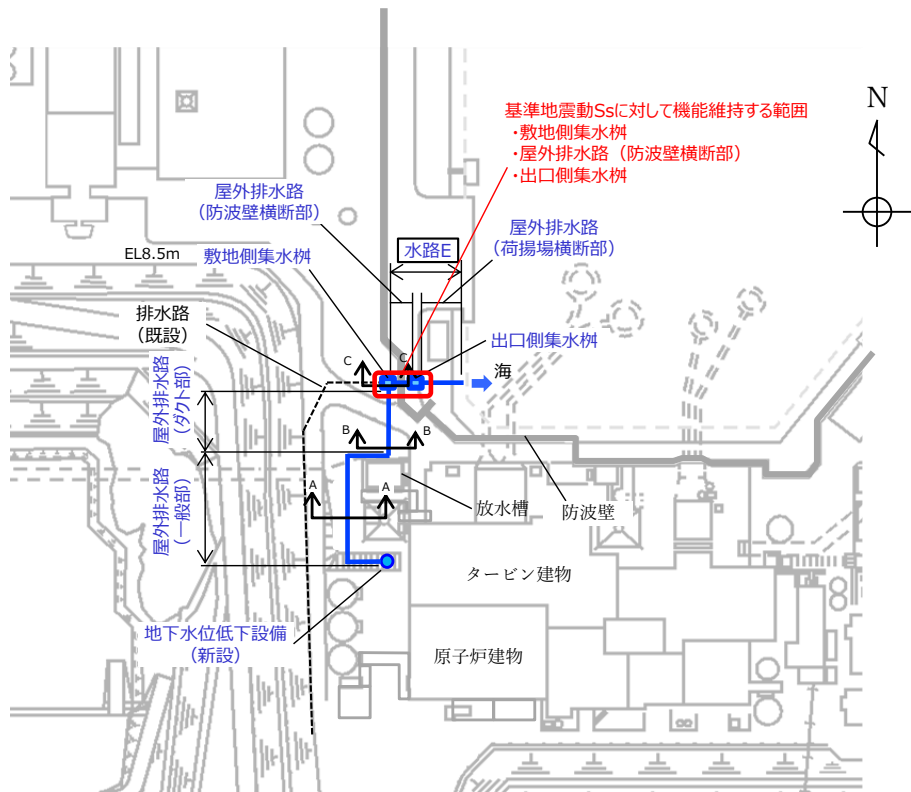 N
基準地震動Ssに対して機能維持する範囲
・敷地側集水桝
・屋外排水路（防波壁横断部）
・出口側集水桝
屋外排水路
（防波壁横断部）
屋外排水路
（荷揚場横断部）
水路E
EL8.5m
敷地側集水桝
排水路
（既設）
出口側集水桝
C
C
海
屋外排水路
（ダクト部）
B
B
屋外排水路
（一般部）
A
A
放水槽
防波壁
タービン建物
地下水位低下設備
（新設）
原子炉建物